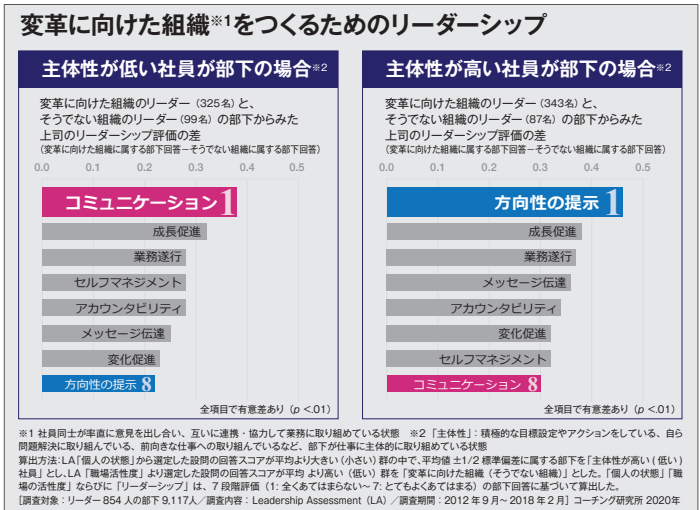 変革に向けた組織※1をつくるためのリーダーシップ
主体性が低い社員が部下の場合※2
変革に向けた組織のリーダー（325名）と、
そうでない組織のリーダー（99名）の部下からみた
上司のリーダーシップ評価の差
（変革に向けた組織に属する部下回答－そうでない組織に属する部下回答）
0.0 0.1 0.2 0.3 0.4 0.5
コミュニケーション 1
成長促進
業務遂行
セルフマネジメント
アカウンタビリティ
メッセージ伝達
変化促進
方向性の提示 8
全項目で有意差あり（p <.01）
主体性が高い社員が部下の場合※2
変革に向けた組織のリーダー（343名）と、
そうでない組織のリーダー（87名）の部下からみた
上司のリーダーシップ評価の差
（変革に向けた組織に属する部下回答－そうでない組織に属する部下回答）
0.0 0.1 0.2 0.3 0.4 0.5
方向性の提示 1
成長促進
業務遂行
メッセージ伝達
アカウンタビリティ
変化促進
セルフマネジメント
コミュニケーション 8
全項目で有意差あり（p <.01）
※1 社員同士が率直に意見を出し合い、互いに連携・協力して業務に取り組めている状態　※2 「主体性」：積極的な目標設定やアクションをしている、自ら
問題解決に取り組んでいる、前向きな仕事への取り組んでいるなど、部下が仕事に主体的に取り組めている状態
算出方法：LA「個人の状態」から選定した設問の回答スコアが平均より大きい（小さい）群の中で、平均値 ±1/2 標準偏差に属する部下を「主体性が高い（低い）
社員」とし、LA「職場活性度」より選定した設問の回答スコアが平均 より高い（低い）群を「変革に向けた組織（そうでない組織）」とした。「個人の状態」「職
場の活性度」ならびに「リーダーシップ」は、7 段階評価（1: 全くあてはまらない～ 7: とてもよくあてはまる）の部下回答に基づいて算出した。
[調査対象：リーダー 854 人の部下 9,117人／調査内容：Leadership Assessment（LA）／調査期間：2012 年 9 月～ 2018 年 2 月］コーチング研究所 2020年